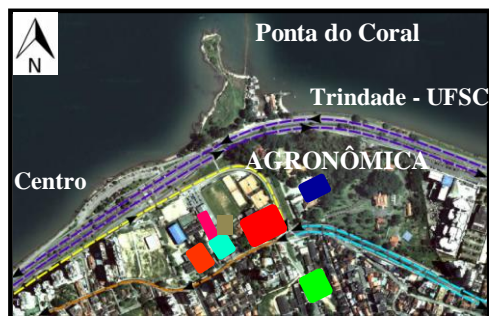 Ponta do Coral
N
Trindade - UFSC
AGRONÔMICA
Centro